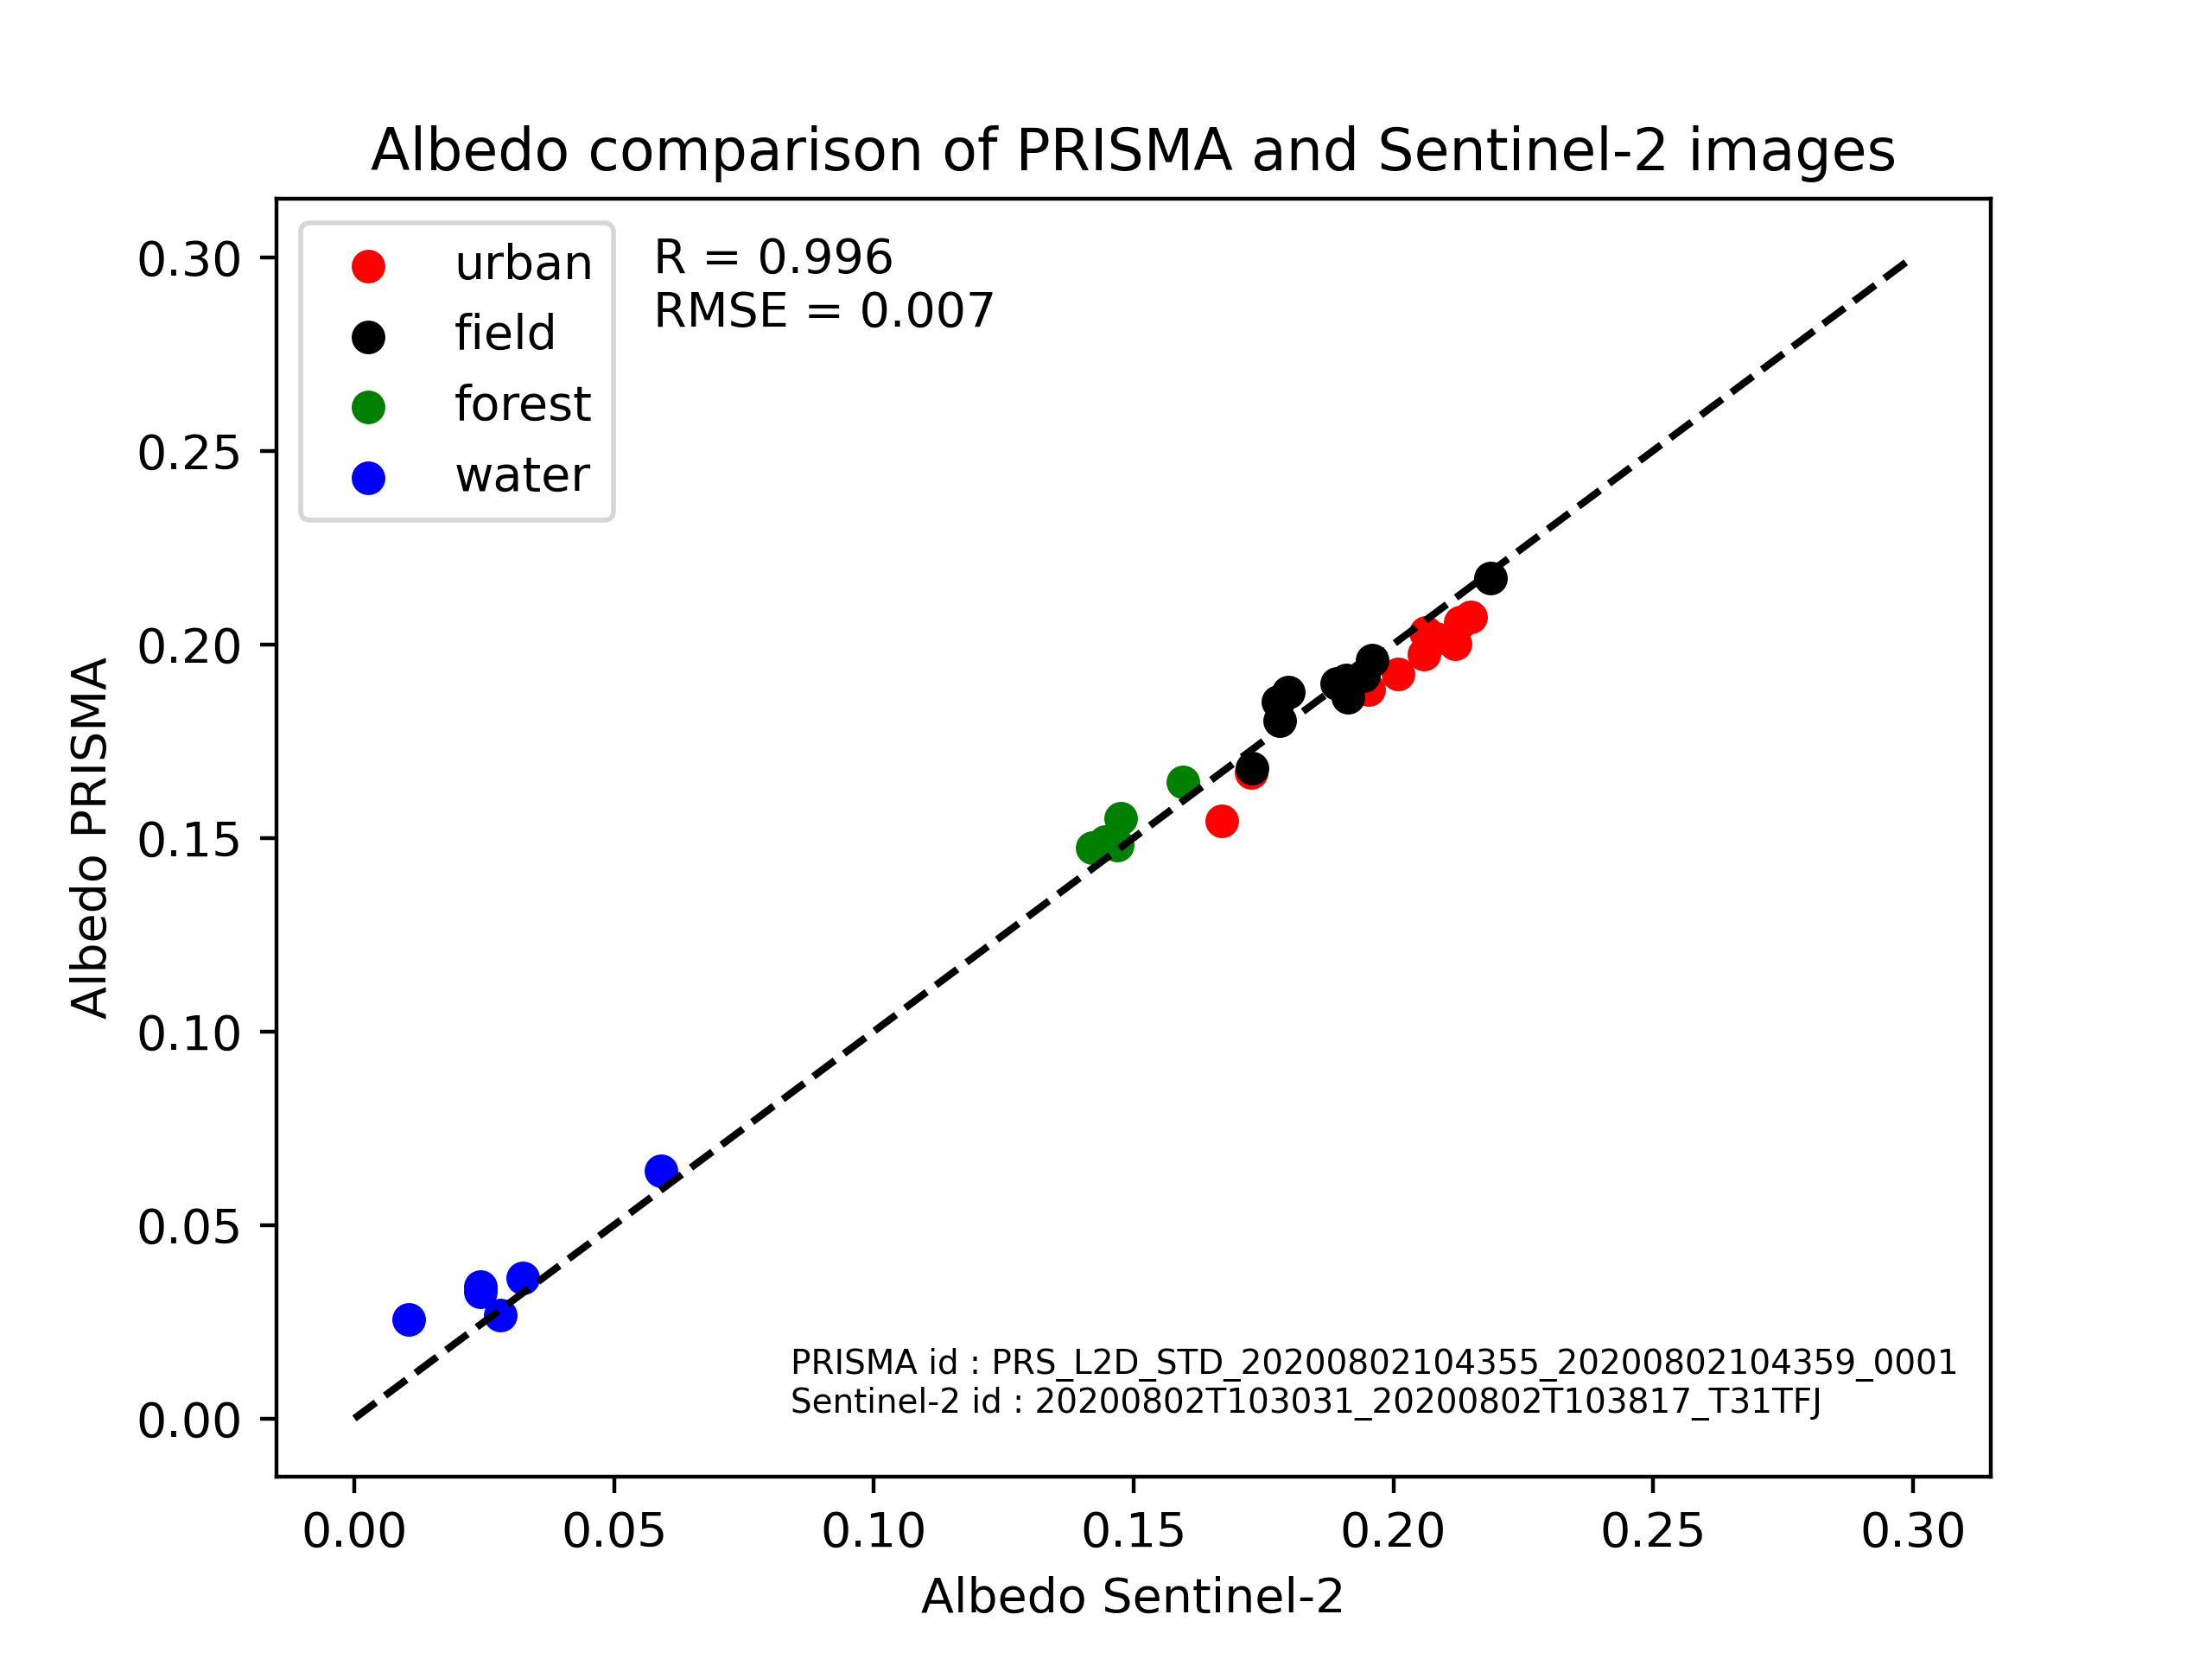 Albedo comparison of PRISMA and Sentinel-2 images
urban
field
forest
water
R = 0.996
RMSE = 0.007
0.30
0.25
0.20
0.15
0.10
0.05
0.00
Albedo PRISMA
PRISMA id : PRS_L2D_STD_20200802104355_20200802104359_0001
Sentinel-2 id : 20200802T103031_20200802T103817_T31TFJ
0.00 0.05 0.10 0.15 0.20 0.25 0.30
Albedo Sentinel-2